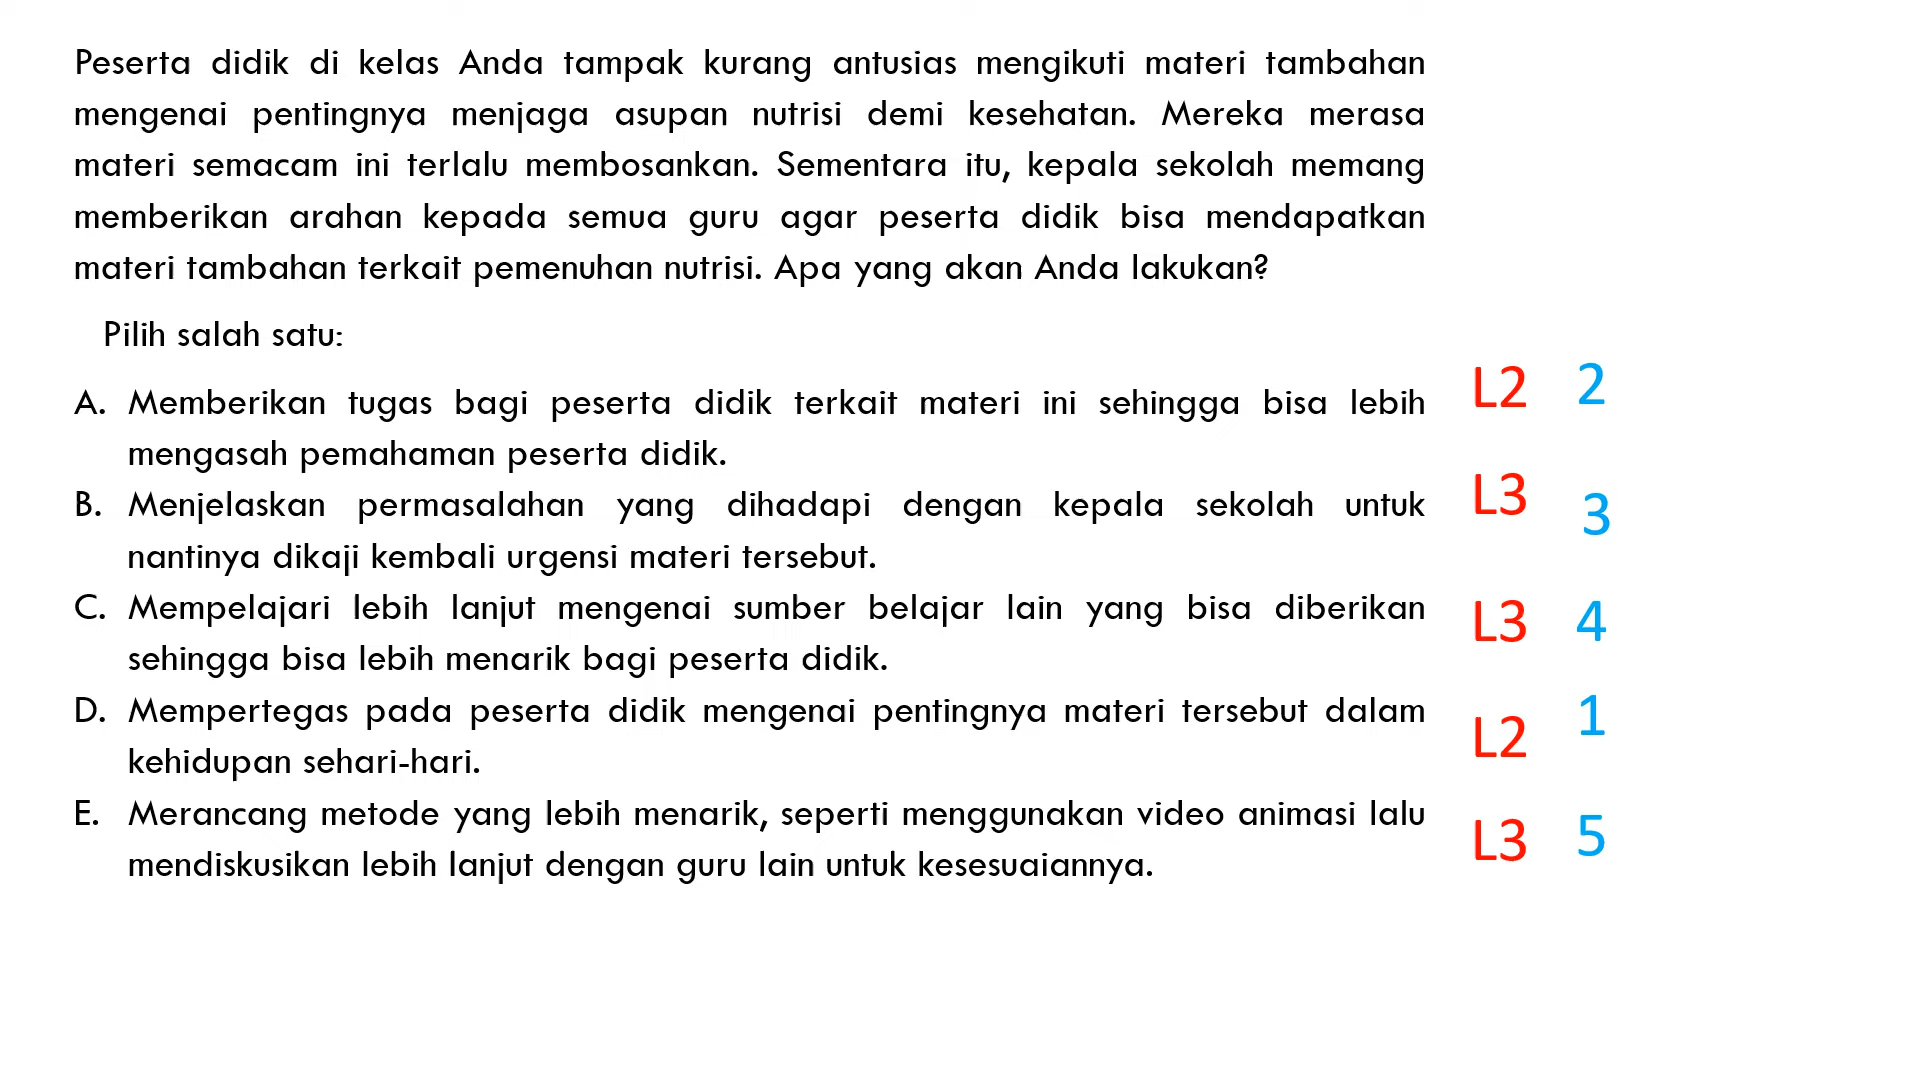 Peserta didik di kelas Anda tampak kurang antusias mengikuti materi tambahan
mengenai pentingnya menjaga asupan nutrisi demi kesehatan. Mereka merasa
materi semacam ini terlalu membosankan. Sementara itu, kepala sekolah memang
memberikan arahan kepada semua guru agar peserta didik bisa mendapatkan
materi tambahan terkait pemenuhan nutrisi. Apa yang akan Anda lakukan?
Pilih salah satu:
A. Memberikan tugas bagi peserta didik terkait materi ini sehingga bisa lebih L2 2
mengasah pemahaman peserta didik.
B. Menjelaskan permasalahan yang dihadapi dengan kepala sekolah untuk L3 3
nantinya dikaji kembali urgensi materi tersebut.
C. Mempelajari lebih lanjut mengenai sumber belajar lain yang bisa diberikan L3 4
sehingga bisa lebih menarik bagi peserta didik.
D. Mempertegas pada peserta didik mengenai pentingnya materi tersebut dalam L2 1
kehidupan sehari-hari.
E. Merancang metode yang lebih menarik, seperti menggunakan video animasi lalu L3 5
mendiskusikan lebih lanjut dengan guru lain untuk kesesuaiannya.